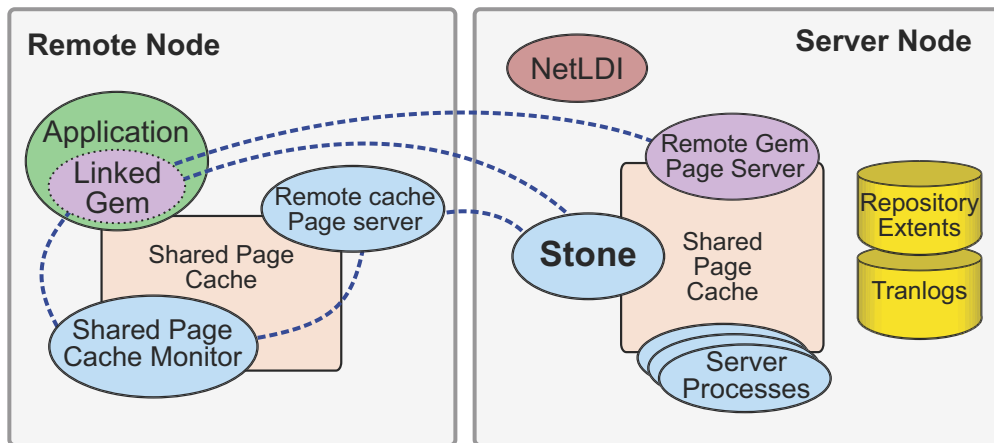 Remote Node
Application
Linked
Gem
Remote cache
Page server
Shared Page
Cache
Shared Page
Cache Monitor
Server Node
NetLDI
Remote Gem
Page Server
Stone
Shared
Page
Cache
Repository
Extents
Tranlogs
Server
Processes